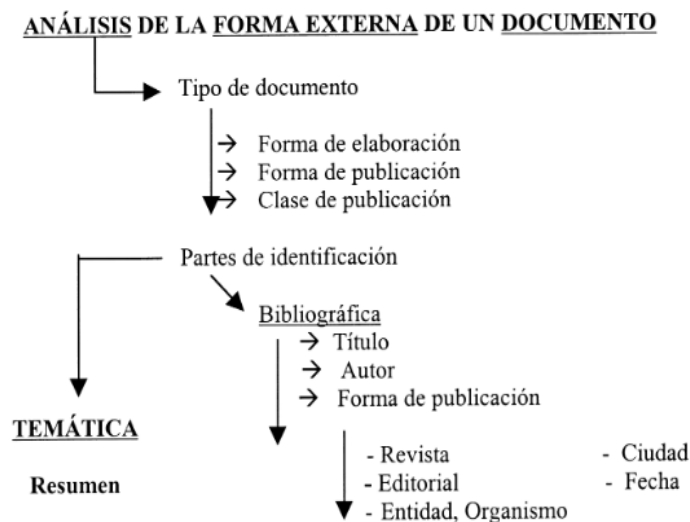 ANÁLISIS DE LA FORMA EXTERNA DE UN DOCUMENTO
Tipo de documento
→ Forma de elaboración
→ Forma de publicación
→ Clase de publicación
Partes de identificación
Bibliográfica
→ Título
→ Autor
→ Forma de publicación
TEMÁTICA
Resumen
- Revista
- Editorial
- Entidad, Organismo
- Ciudad
- Fecha